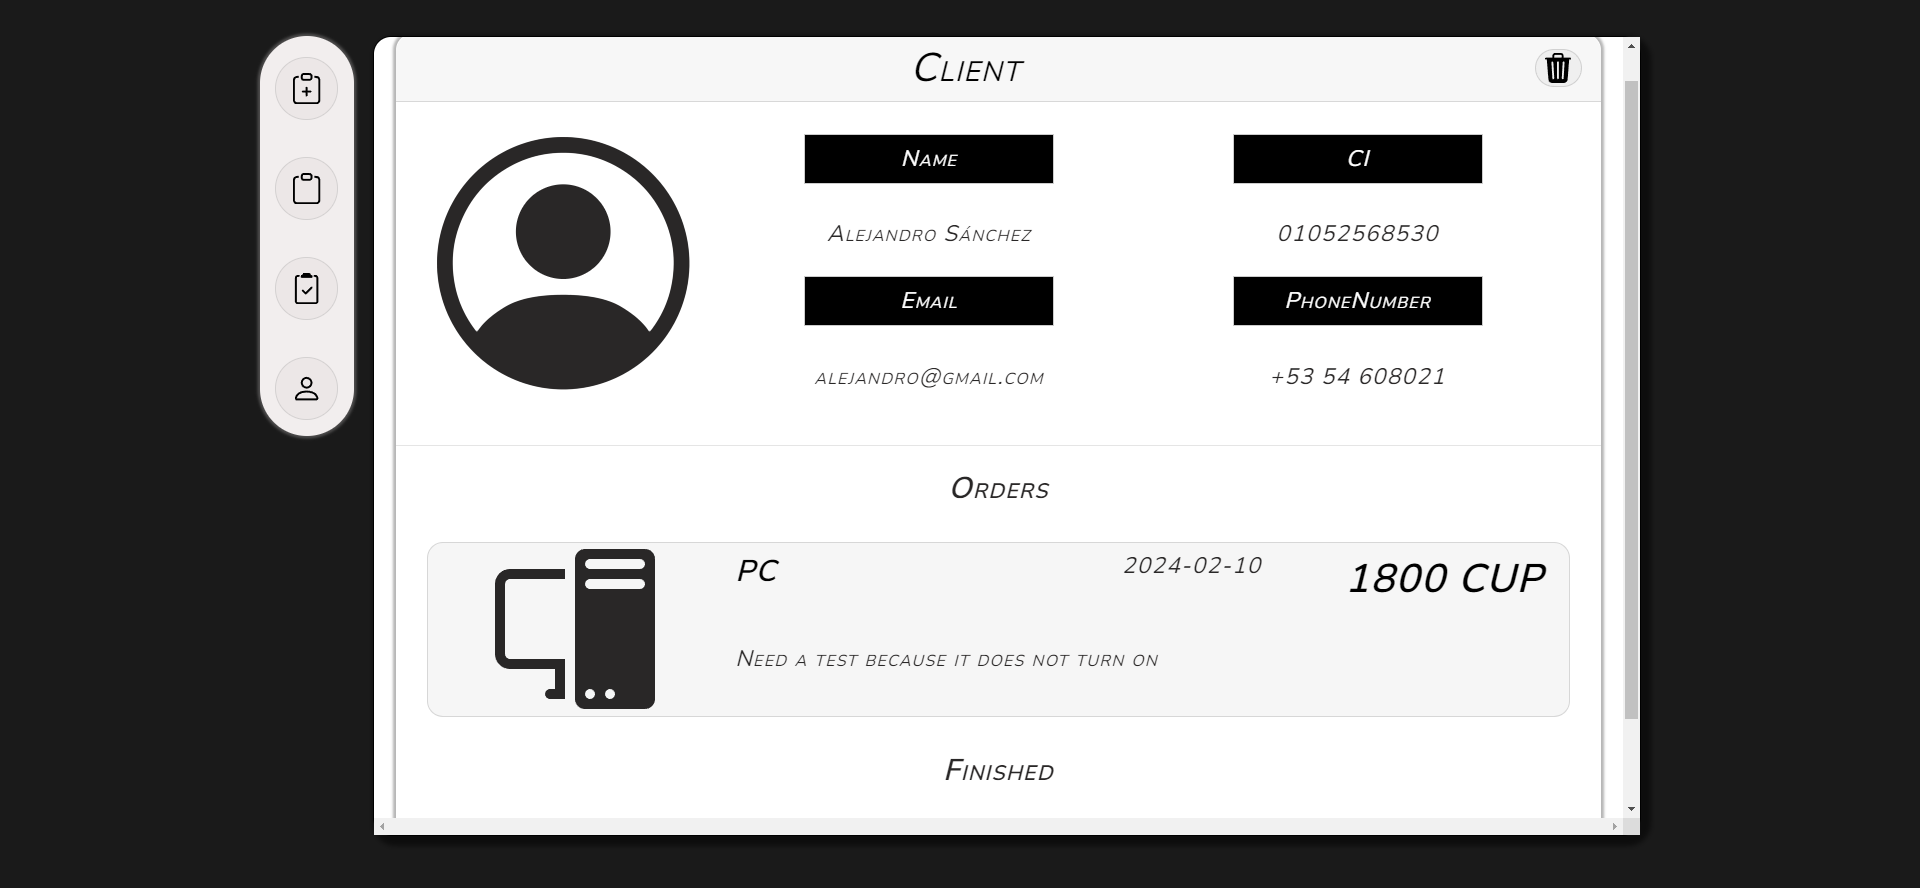 Client
Name
CI
Alejandro Sánchez
01052568530
Email
PhoneNumber
alejandro@gmail.com
+53 54 608021
Orders
PC
2024-02-10
1800 CUP
Need a test because it does not turn on
Finished